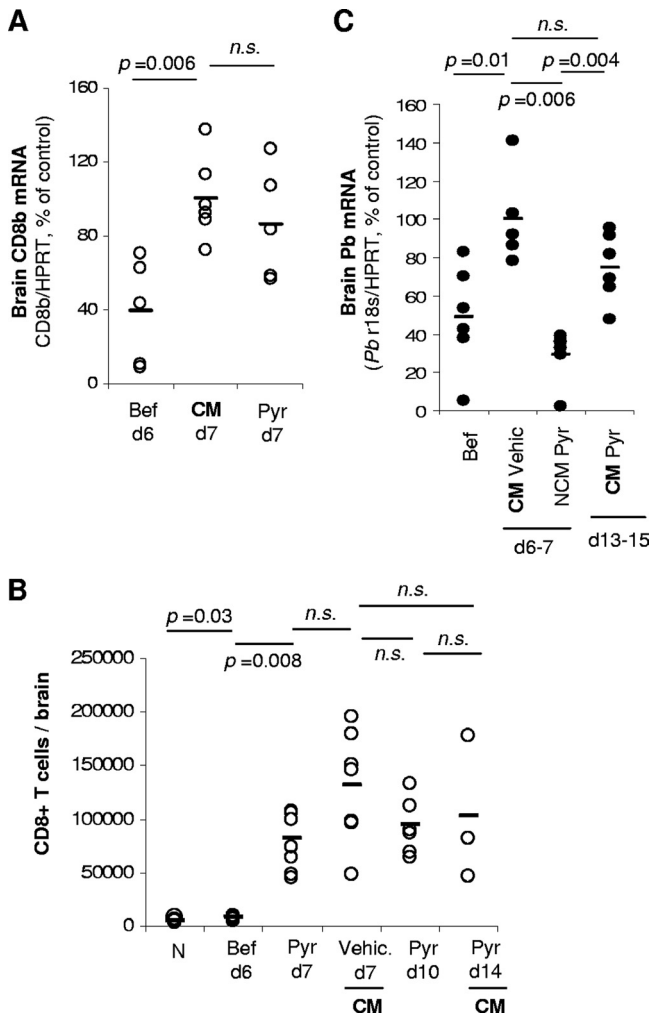 A
n.s.
p=0.006
160
120
80
40
0
Brain CD8b mRNA
CD8b/HPRT, % of control)
Bef CM Pyr
d6 d7 d7
C
n.s.
p=0.01 p=0.004
p=0.006
160
140
120
100
80
60
40
20
0
Brain Pb mRNA
(Pb r18s/HPRT, % of control)
Bef
CM Vehic
NCM Pyr
CM Pyr
d6-7 d13-15
B
n.s.
p=0.03 n.s.
p=0.008 n.s. n.s.
250000
200000
150000
100000
50000
0
CD8+ T cells / brain
N Bef Pyr Vehic. Pyr Pyr
d6 d7 d7 d10 d14
CM CM